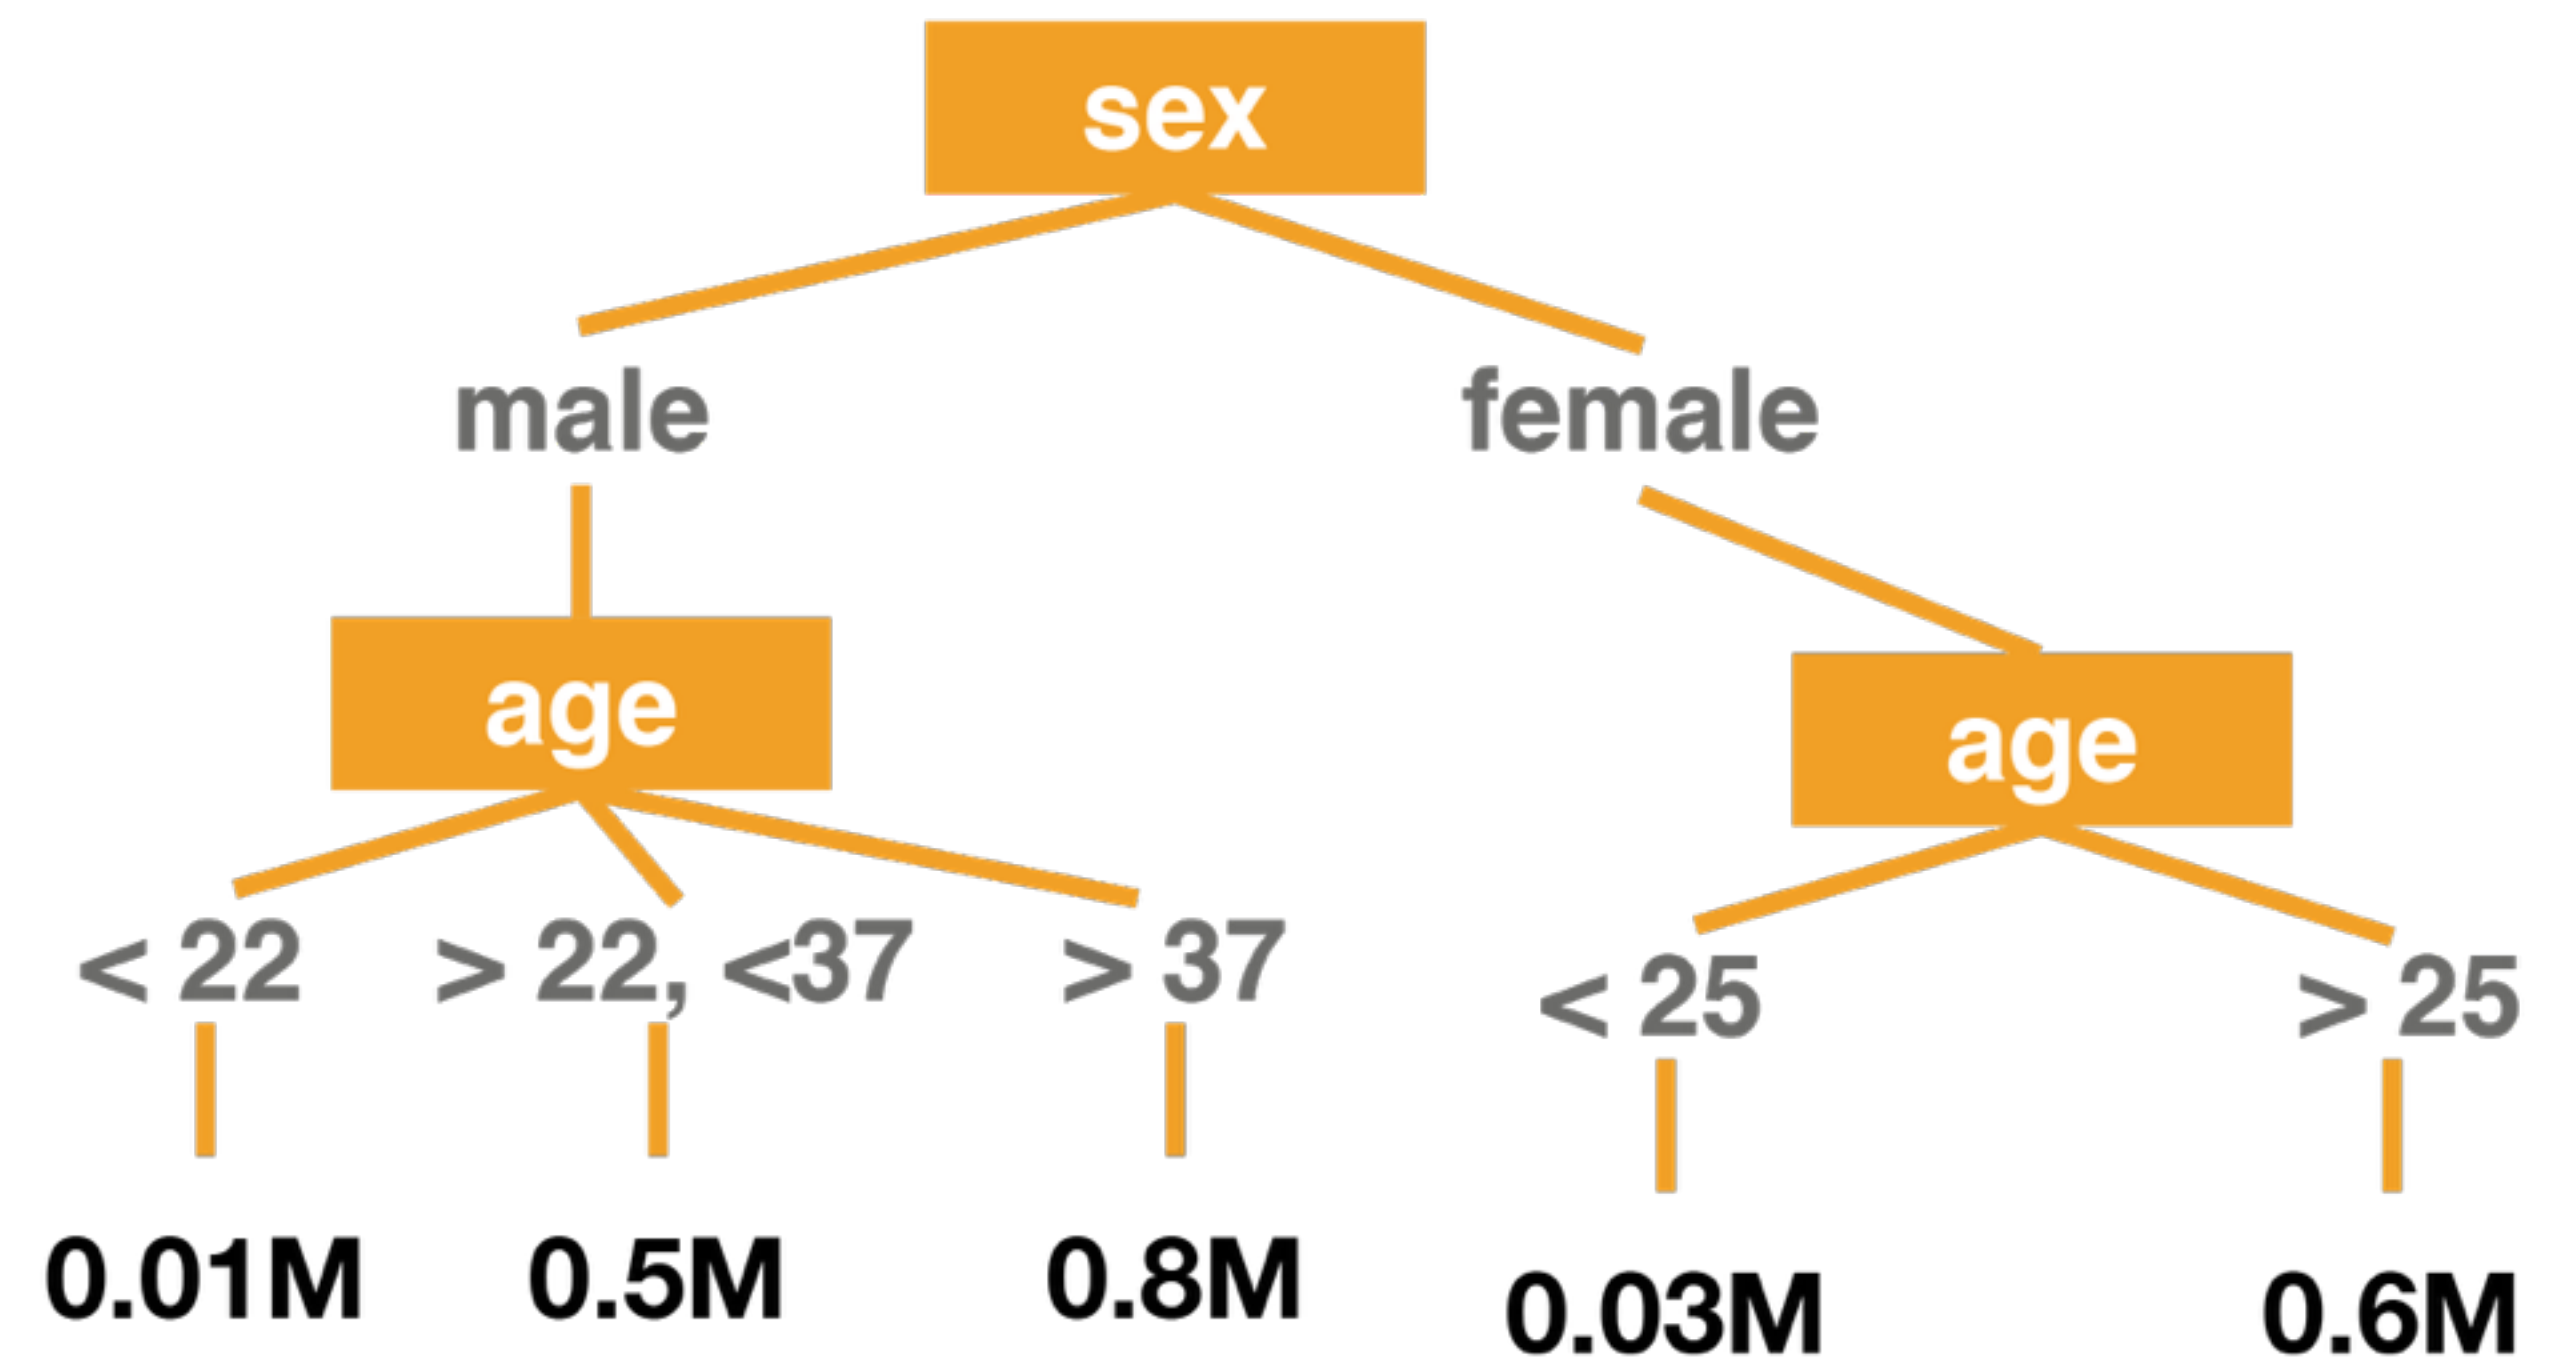 sex
male
female
age
age
< 22
> 22, <37
> 37
< 25
> 25
0.01M
0.5M
0.8M
0.03M
0.6M